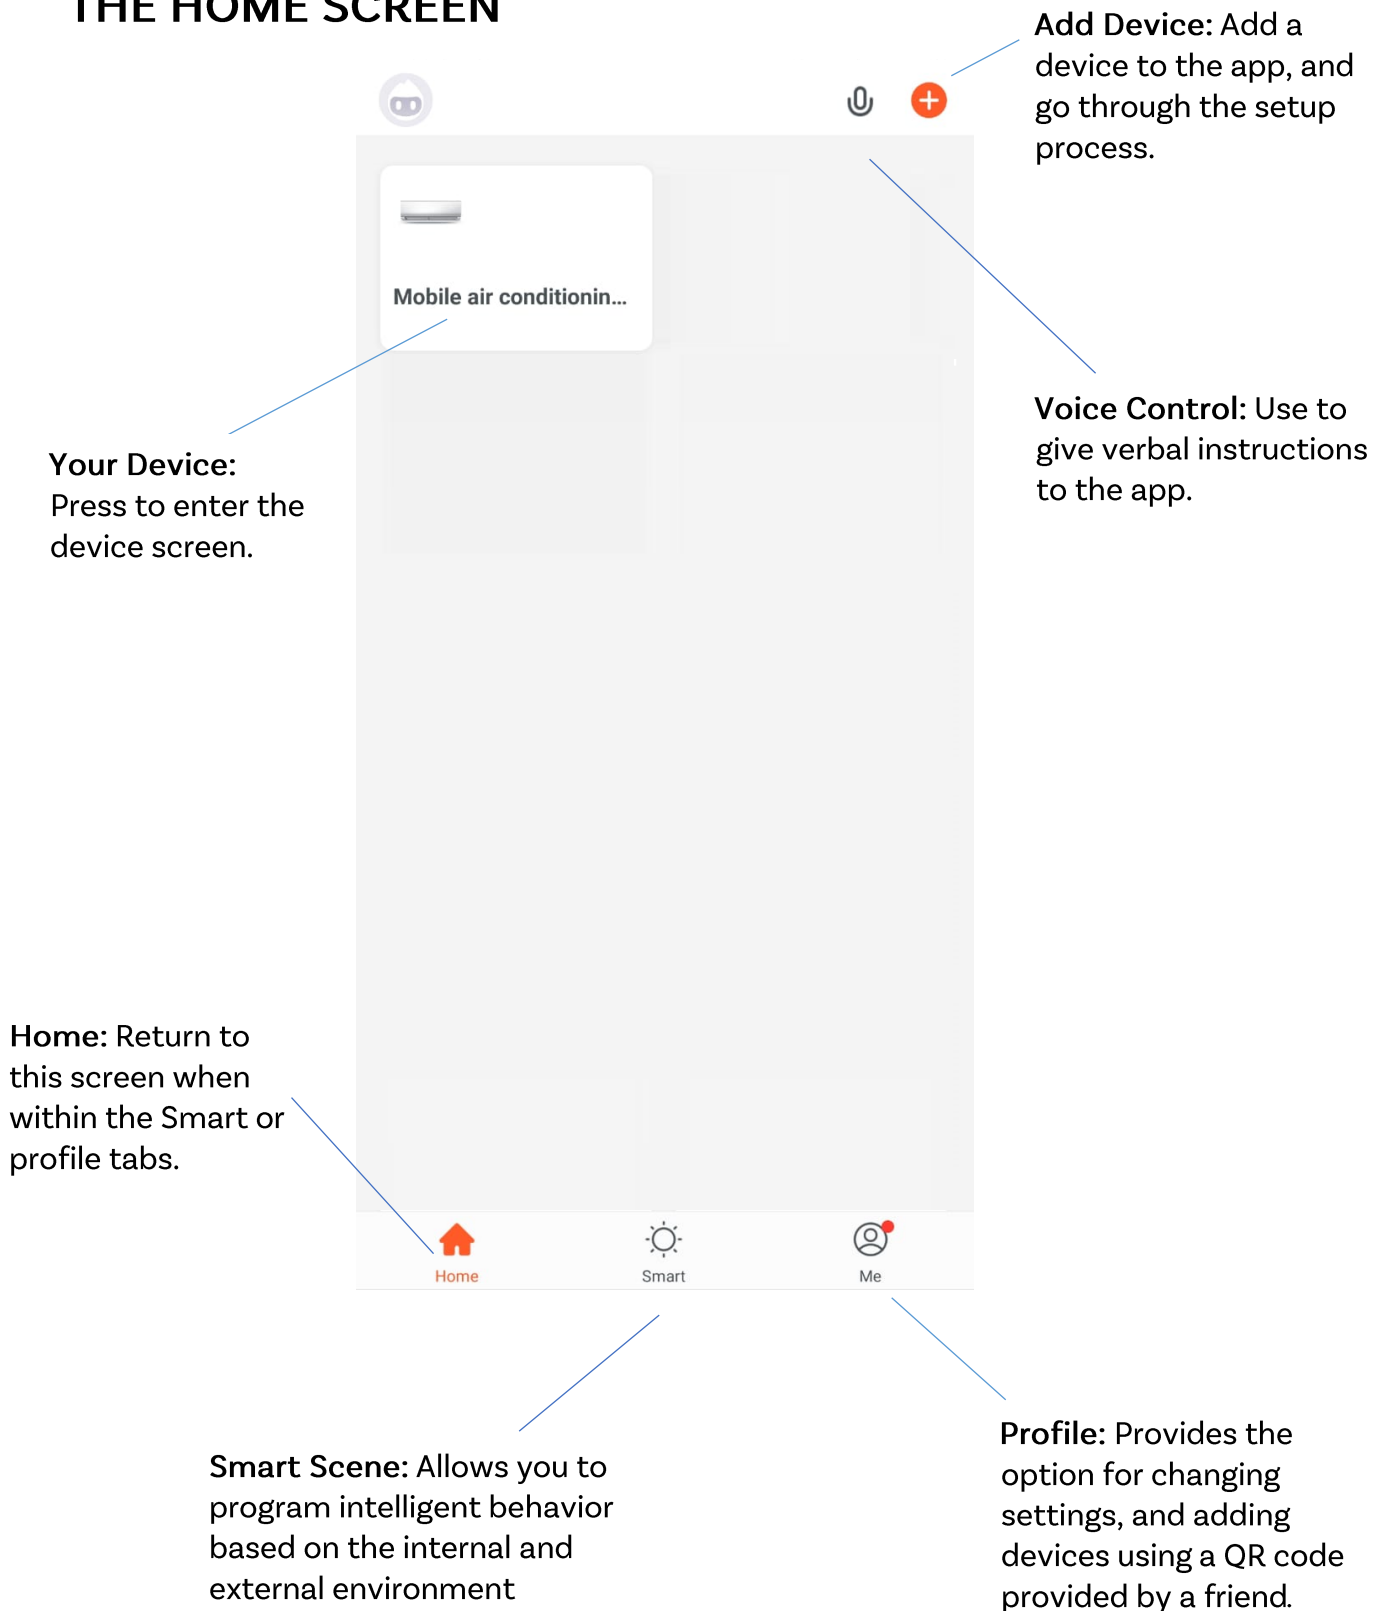 THE HOME SCREEN
Add Device: Add a
device to the app, and
go through the setup
process.
Mobile air conditionin...
Voice Control: Use to
give verbal instructions
to the app.
Your Device:
Press to enter the
device screen.
Home: Return to
this screen when
within the Smart or
profile tabs.
Home
Smart
Me
Smart Scene: Allows you to
program intelligent behavior
based on the internal and
external environment
Profile: Provides the
option for changing
settings, and adding
devices using a QR code
provided by a friend.